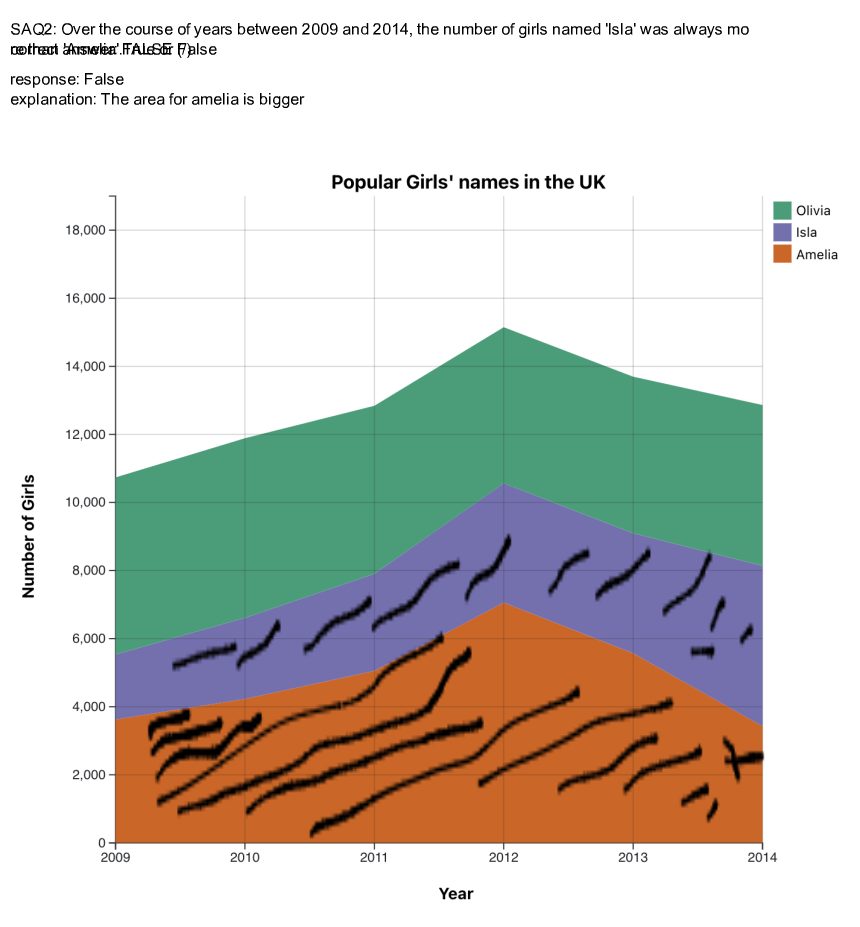 SAQ2: Over the course of years between 2009 and 2014, the number of girls named 'Isla' was always mo
re than 'Amelia'. True or False
response: False
explanation: The area for amelia is bigger
Popular Girls' names in the UK
Olivia
Isla
Amelia
18,000
16,000
14,000
12,000
10,000
8,000
6,000
4,000
2,000
0
Number of Girls
2009 2010 2011 2012 2013 2014
Year